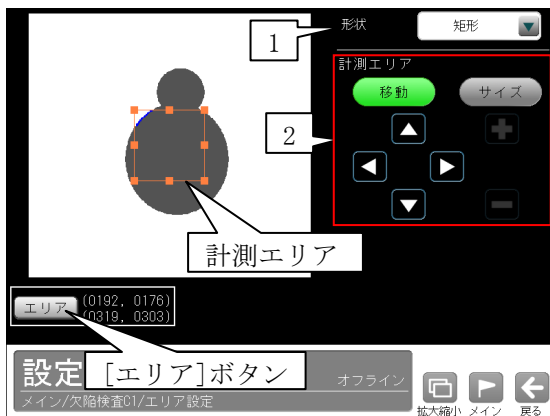 1
形状
矩形
計測エリア
移動
サイズ
2
計測エリア
エリア
(0192, 0176)
(0319, 0303)
設定
[エリア]ボタン
オフライン
メイン/欠陥検査C1/エリア設定
拡大縮小
メイン
戻る